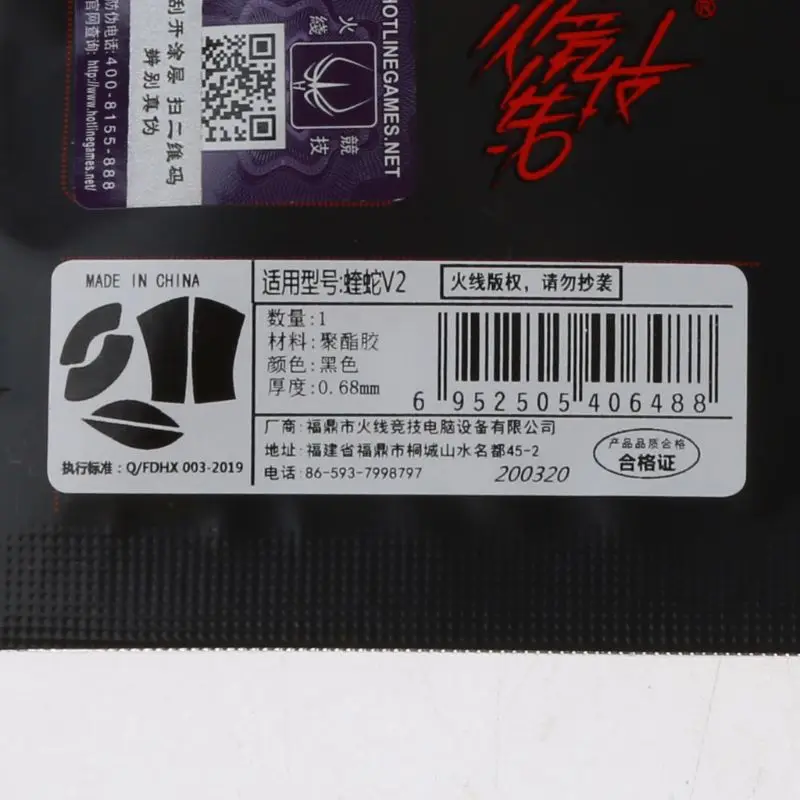 防伪电话:400-8155-888
官网查询:http://www.hotlinegames.net/
刮开涂层 扫二维码
辨别真伪
火线
競技
HOTLINEGAMES.NET
®
MADE IN CHINA
适用型号:蝰蛇V2
火线版权，请勿抄袭
数量:1
材料:聚酯胶
颜色:黑色
厚度:0.68mm
6 952505 406488
厂商:福鼎市火线竞技电脑设备有限公司
地址:福建省福鼎市桐城山水名都45-2
电话:86-593-7998797
200320
产品品质合格
合格证
执行标准: Q/FDHX 003-2019